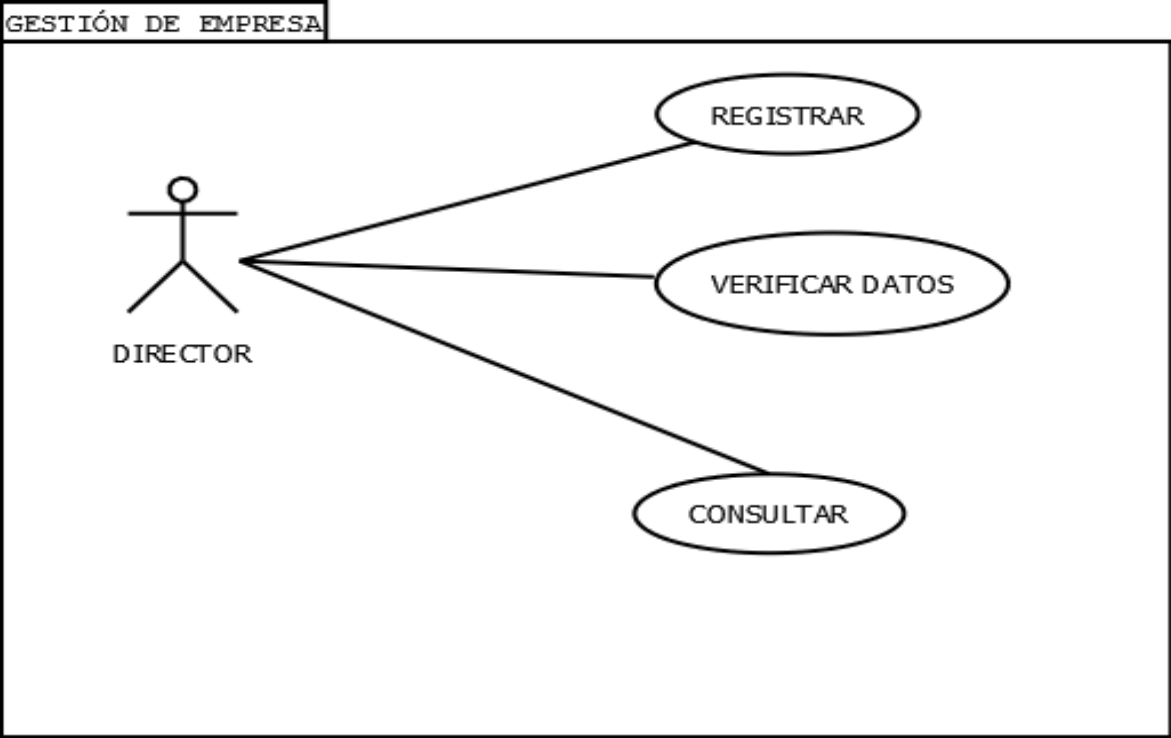 GESTIÓN DE EMPRESA
REGISTRAR
VERIFICAR DATOS
DIRECTOR
CONSULTAR